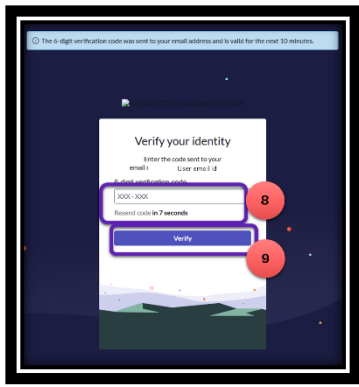 The 6-digit verification code was sent to your email address and is valid for the next 10 minutes.
Verify your identity
Enter the code sent to your
email User email id
6-digit verification code
XXX-XXX
8
Resend code in 7 seconds
Verify
9